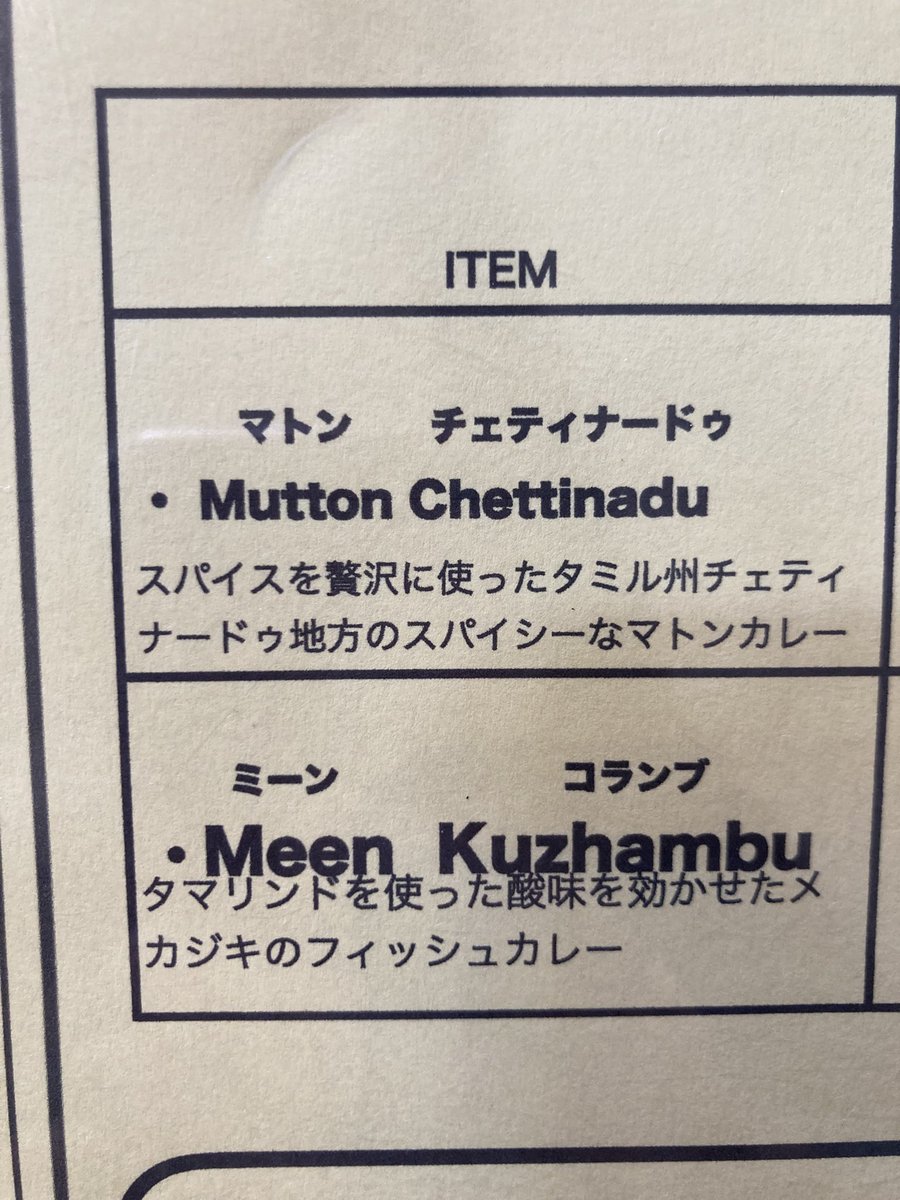 ITEM
マトン チェティナードゥ
・ Mutton Chettinadu
スパイスを贅沢に使ったタミル州チェティ
ナードゥ地方のスパイシーなマトンカレー
ミーン コランブ
・Meen Kuzhambu
タマリンドを使った酸味を効かせたメ
カジキのフィッシュカレー